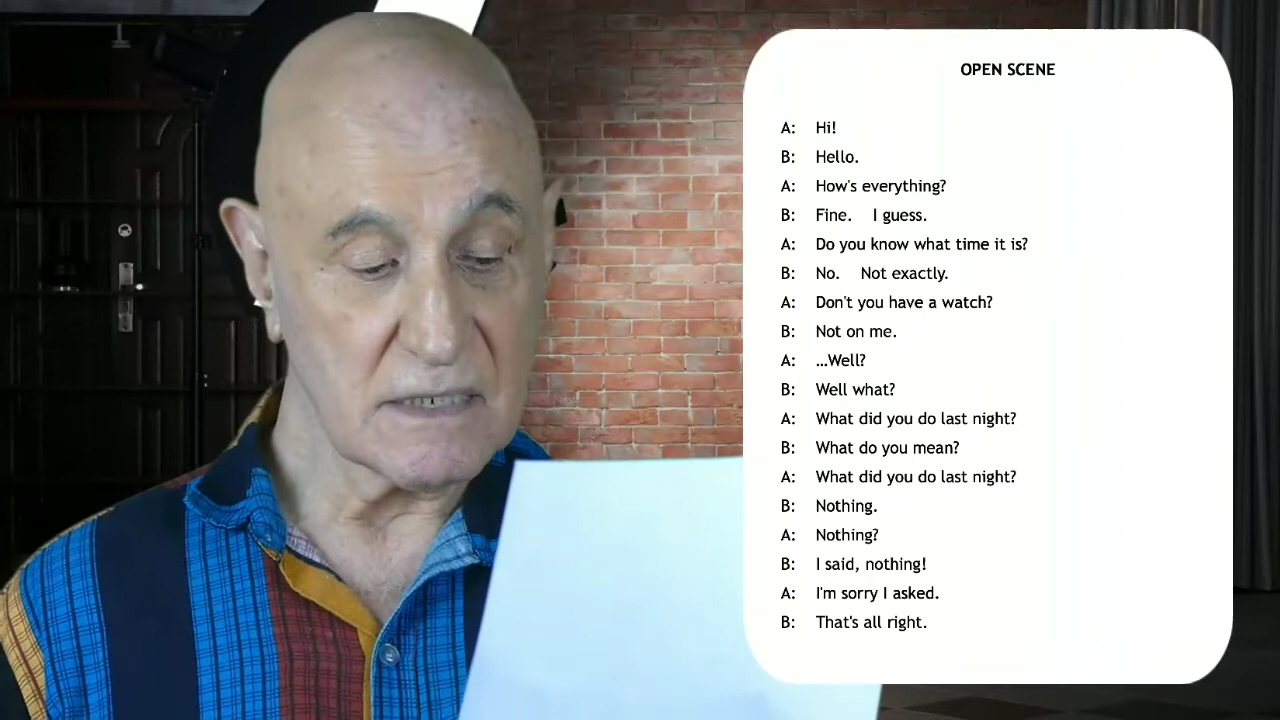 OPEN SCENE
A: Hi!
B: Hello.
A: How's everything?
B: Fine. I guess.
A: Do you know what time it is?
B: No. Not exactly.
A: Don't you have a watch?
B: Not on me.
A: ...Well?
B: Well what?
A: What did you do last night?
B: What do you mean?
A: What did you do last night?
B: Nothing.
A: Nothing?
B: I said, nothing!
A: I'm sorry I asked.
B: That's all right.